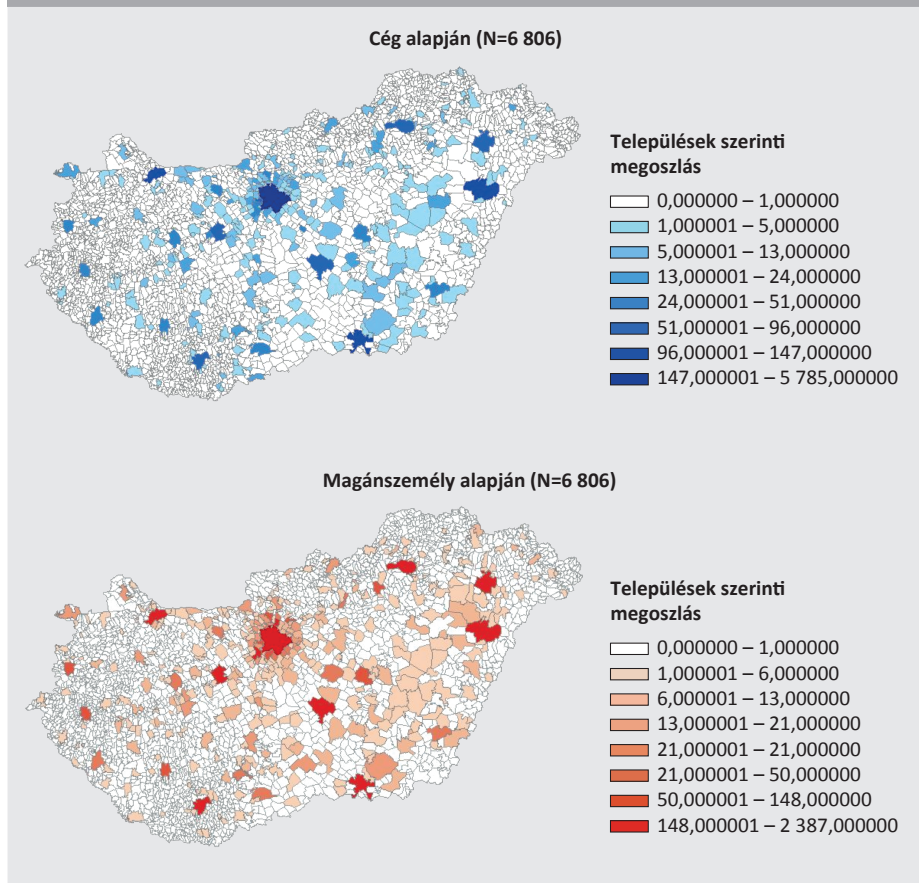 Cég alapján (N=6 806)
Települések szerinti
megoszlás
0,000000 – 1,000000
1,000001 – 5,000000
5,000001 – 13,000000
13,000001 – 24,000000
24,000001 – 51,000000
51,000001 – 96,000000
96,000001 – 147,000000
147,000001 – 5 785,000000
Magánszemély alapján (N=6 806)
Települések szerinti
megoszlás
0,000000 – 1,000000
1,000001 – 6,000000
6,000001 – 13,000000
13,000001 – 21,000000
21,000001 – 21,000000
21,000001 – 50,000000
50,000001 – 148,000000
148,000001 – 2 387,000000